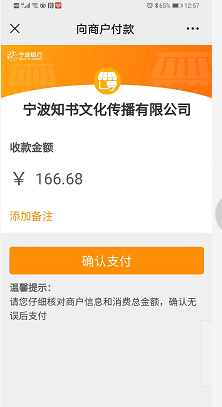 65% 12:57
向商户付款
宁波银行
宁波知书文化传播有限公司
收款金额
￥ 166.68
添加备注
确认支付
温馨提示：
请您仔细核对商户信息和消费总金额，确认无
误后支付